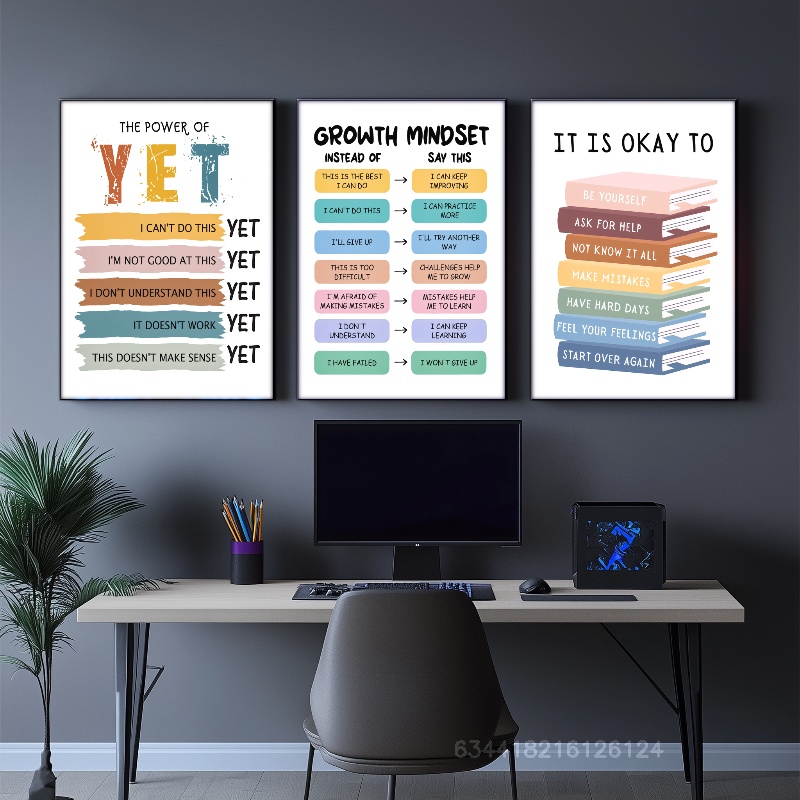 THE POWER OF
YET
I CAN'T DO THIS YET
I'M NOT GOOD AT THIS YET
I DON'T UNDERSTAND THIS YET
IT DOESN'T WORK YET
THIS DOESN'T MAKE SENSE YET
GROWTH MINDSET
INSTEAD OF
SAY THIS
THIS IS THE BEST
I CAN DO
I CAN KEEP
IMPROVING
I CAN'T DO THIS
I CAN PRACTICE
MORE
I'LL GIVE UP
I'LL TRY ANOTHER
WAY
THIS IS TOO
DIFFICULT
CHALLENGES HELP
ME TO GROW
I'M AFRAID OF
MAKING MISTAKES
MISTAKES HELP
ME TO LEARN
I DON'T
UNDERSTAND
I CAN KEEP
LEARNING
I HAVE FAILED
I WON'T GIVE UP
IT IS OKAY TO
BE YOURSELF
ASK FOR HELP
NOT KNOW IT ALL
MAKE MISTAKES
HAVE HARD DAYS
FEEL YOUR FEELINGS
START OVER AGAIN
634418216126124